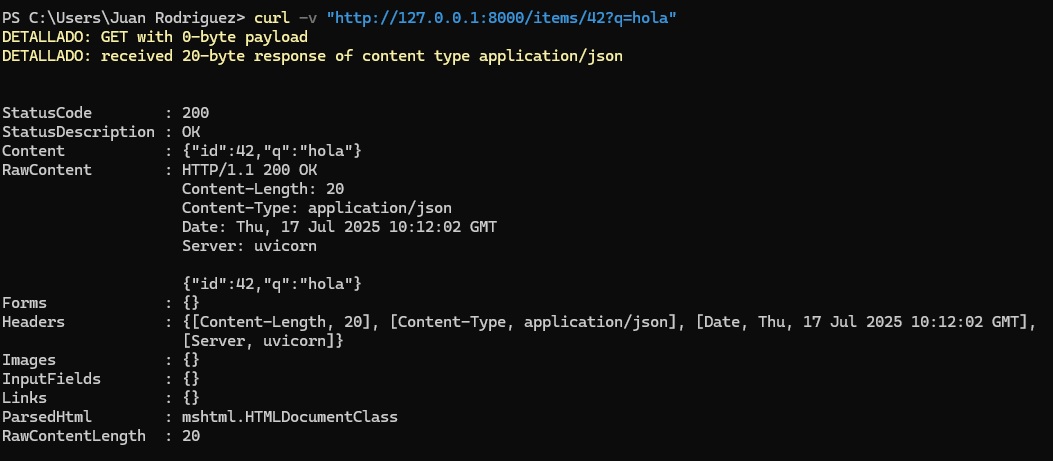 PS C:\Users\Juan Rodriguez> curl -v "http://127.0.0.1:8000/items/42?q=hola"
DETALLADO: GET with 0-byte payload
DETALLADO: received 20-byte response of content type application/json
StatusCode        : 200
StatusDescription : OK
Content           : {"id":42,"q":"hola"}
RawContent        : HTTP/1.1 200 OK
                    Content-Length: 20
                    Content-Type: application/json
                    Date: Thu, 17 Jul 2025 10:12:02 GMT
                    Server: uvicorn
                    {"id":42,"q":"hola"}
Forms             : {}
Headers           : {[Content-Length, 20], [Content-Type, application/json], [Date, Thu, 17 Jul 2025 10:12:02 GMT],
                    [Server, uvicorn]}
Images            : {}
InputFields       : {}
Links             : {}
ParsedHtml        : mshtml.HTMLDocumentClass
RawContentLength  : 20